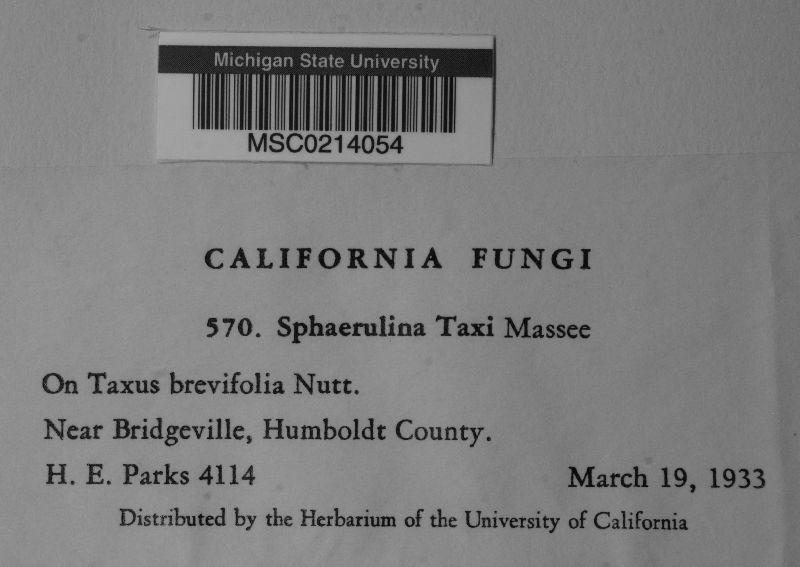 Michigan State University
MSC0214054
CALIFORNIA FUNGI
570. Sphaerulina Taxi Massee
On Taxus brevifolia Nutt.
Near Bridgeville, Humboldt County.
H. E. Parks 4114 March 19, 1933
Distributed by the Herbarium of the University of California